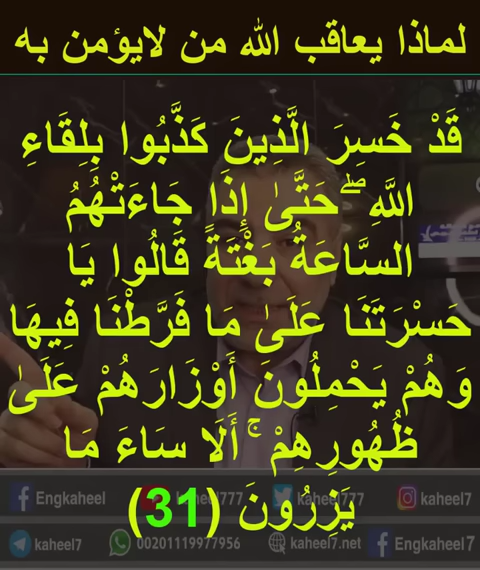 لماذا يعاقب الله من لايؤمن به
قَدْ خَسِرَ الَّذِينَ كَذَّبُوا بِلِقَاءِ
اللَّهِ ۖ حَتَّىٰ إِذَا جَاءَتْهُمُ
السَّاعَةُ بَغْتَةً قَالُوا يَا
حَسْرَتَنَا عَلَىٰ مَا فَرَّطْنَا فِيهَا
وَهُمْ يَحْمِلُونَ أَوْزَارَهُمْ عَلَىٰ
ظُهُورِهِمْ ۚ أَلَا سَاءَ مَا
يَزِرُونَ (31)
Engkaheel kaheel777 kaheel7 kaheel7
kaheel7 00201119977956 kaheel7.net Engkaheel7